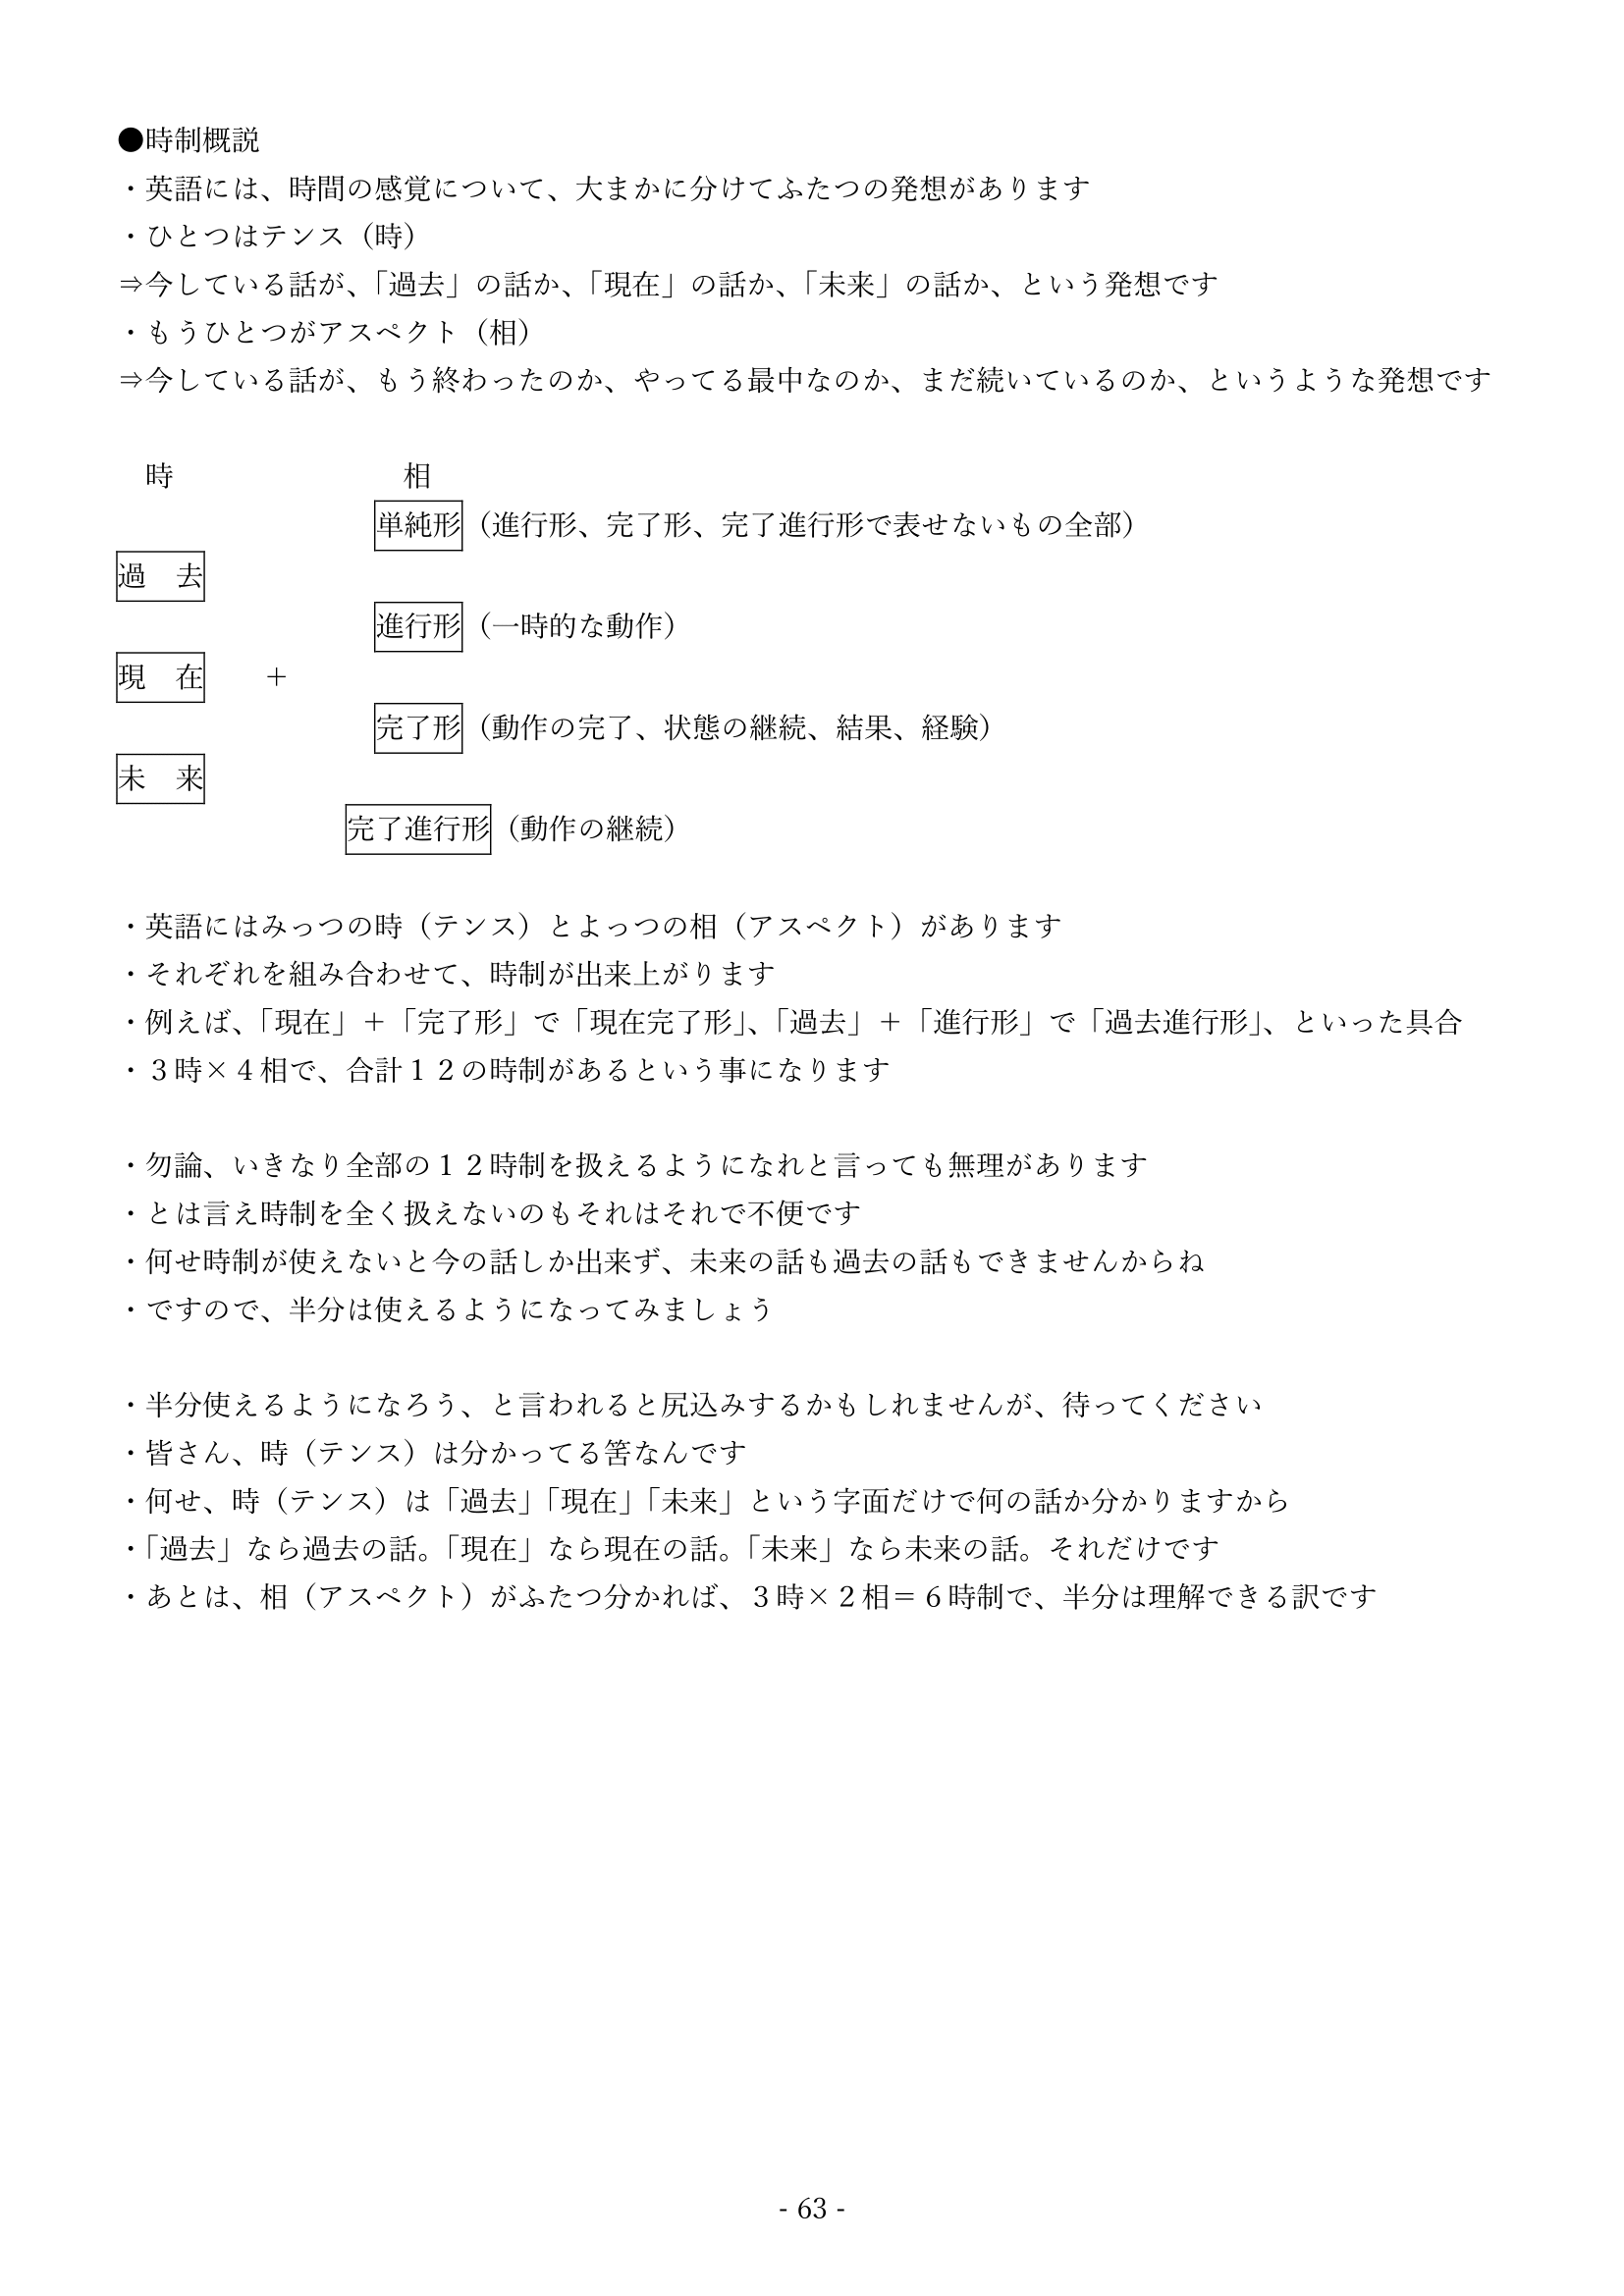 ●時制概説
・英語には、時間の感覚について、大まかに分けてふたつの発想があります
・ひとつはテンス（時）
⇒今している話が、「過去」の話か、「現在」の話か、「未来」の話か、という発想です
・もうひとつがアスペクト（相）
⇒今している話が、もう終わったのか、やってる最中なのか、まだ続いているのか、というような発想です
時　　　　　　　　相
単純形（進行形、完了形、完了進行形で表せないもの全部）
過　去
進行形（一時的な動作）
現　在　　＋
完了形（動作の完了、状態の継続、結果、経験）
未　来
完了進行形（動作の継続）
・英語にはみっつの時（テンス）とよっつの相（アスペクト）があります
・それぞれを組み合わせて、時制が出来上がります
・例えば、「現在」＋「完了形」で「現在完了形」、「過去」＋「進行形」で「過去進行形」、といった具合
・３時×４相で、合計１２の時制があるという事になります
・勿論、いきなり全部の１２時制を扱えるようになれと言っても無理があります
・とは言え時制を全く扱えないのもそれはそれで不便です
・何せ時制が使えないと今の話しか出来ず、未来の話も過去の話もできませんからね
・ですので、半分は使えるようになってみましょう
・半分使えるようになろう、と言われると尻込みするかもしれませんが、待ってください
・皆さん、時（テンス）は分かってる筈なんです
・何せ、時（テンス）は「過去」「現在」「未来」という字面だけで何の話か分かりますから
・「過去」なら過去の話。「現在」なら現在の話。「未来」なら未来の話。それだけです
・あとは、相（アスペクト）がふたつ分かれば、３時×２相＝６時制で、半分は理解できる訳です
- 63 -